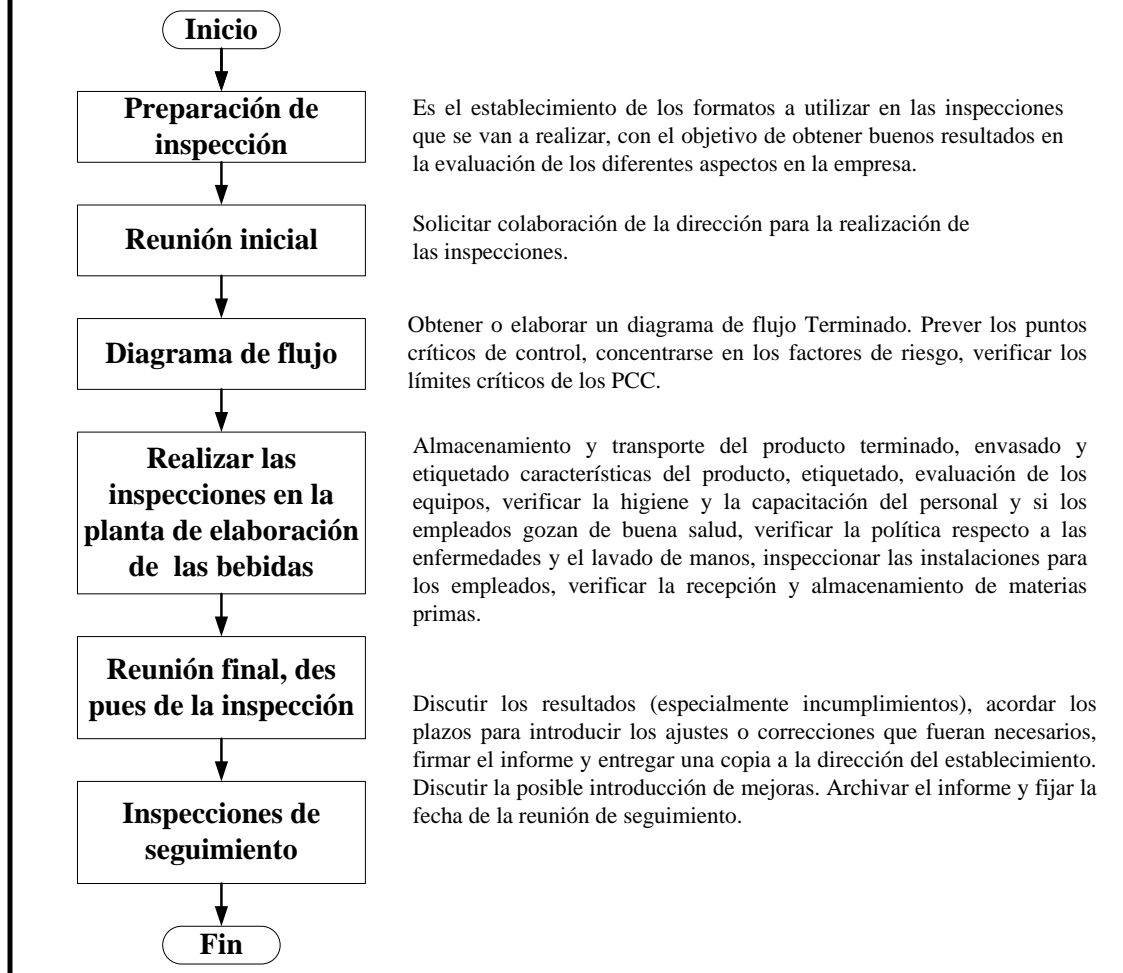 Inicio
Preparación de
inspección
Es el establecimiento de los formatos a utilizar en las inspecciones
que se van a realizar, con el objetivo de obtener buenos resultados en
la evaluación de los diferentes aspectos en la empresa.
Reunión inicial
Solicitar colaboración de la dirección para la realización de
las inspecciones.
Diagrama de flujo
Obtener o elaborar un diagrama de flujo Terminado. Prever los puntos
críticos de control, concentrarse en los factores de riesgo, verificar los
límites críticos de los PCC.
Realizar las
inspecciones en la
planta de elaboración
de las bebidas
Almacenamiento y transporte del producto terminado, envasado y
etiquetado características del producto, etiquetado, evaluación de los
equipos, verificar la higiene y la capacitación del personal y si los
empleados gozan de buena salud, verificar la política respecto a las
enfermedades y el lavado de manos, inspeccionar las instalaciones para
los empleados, verificar la recepción y almacenamiento de materias
primas.
Reunión final, des
pues de la inspección
Discutir los resultados (especialmente incumplimientos), acordar los
plazos para introducir los ajustes o correcciones que fueran necesarios,
firmar el informe y entregar una copia a la dirección del establecimiento.
Discutir la posible introducción de mejoras. Archivar el informe y fijar la
fecha de la reunión de seguimiento.
Inspecciones de
seguimiento
Fin